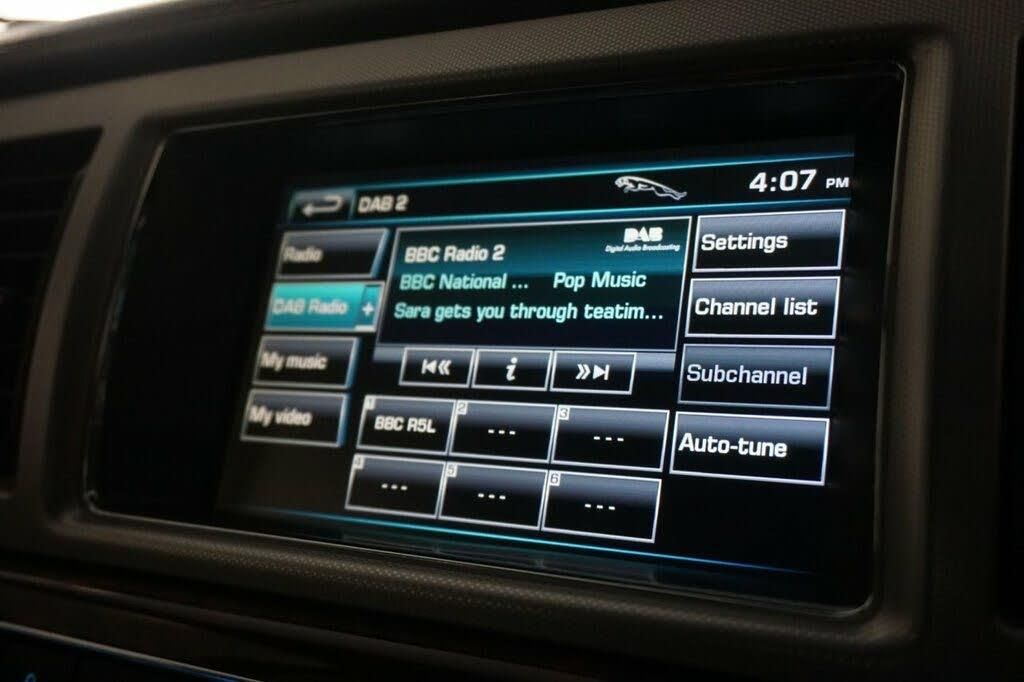 DAB 2
4:07 PM
Radio
DAB Radio +
My music
My video
BBC Radio 2
DAB
Digital Audio Broadcasting
BBC National ... Pop Music
Sara gets you through teatim...
i
1 BBC R5L
2 ---
3 ---
4 ---
5 ---
6 ---
Settings
Channel list
Subchannel
Auto-tune